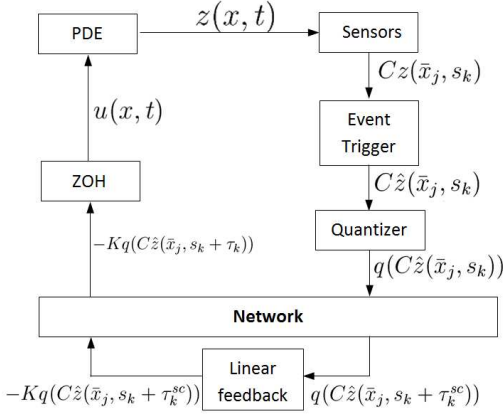 PDE
z(x, t)
Sensors
Cz(x̄_j, s_k)
u(x, t)
Event
Trigger
ZOH
Cẑ(x̄_j, s_k)
Quantizer
−Kq(Cẑ(x̄_j, s_k + τ_k))
q(Cẑ(x̄_j, s_k))
Network
Linear
feedback
−Kq(Cẑ(x̄_j, s_k + τ_k^{sc}))
q(Cẑ(x̄_j, s_k + τ_k^{sc}))